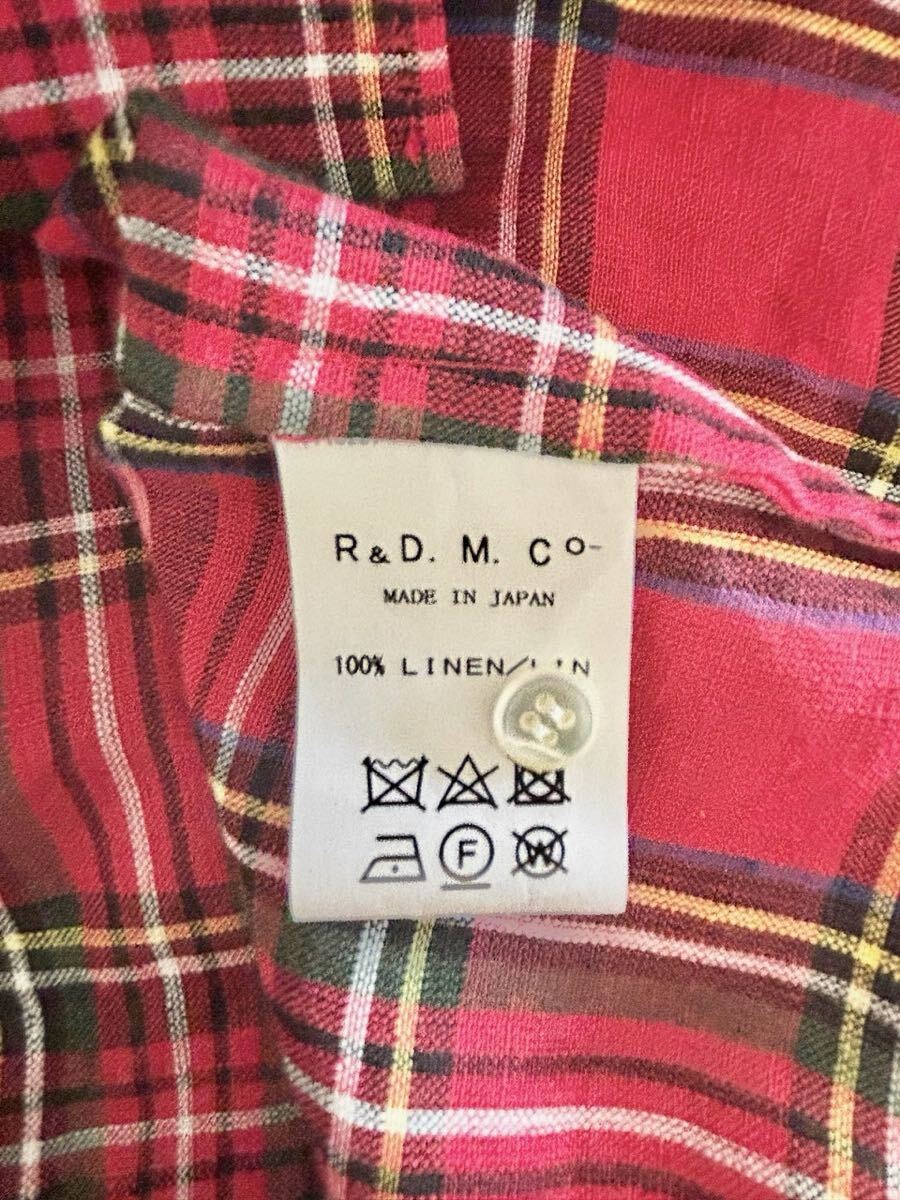 R & D. M. Co-
MADE IN JAPAN
100% LINEN/LIN
F W